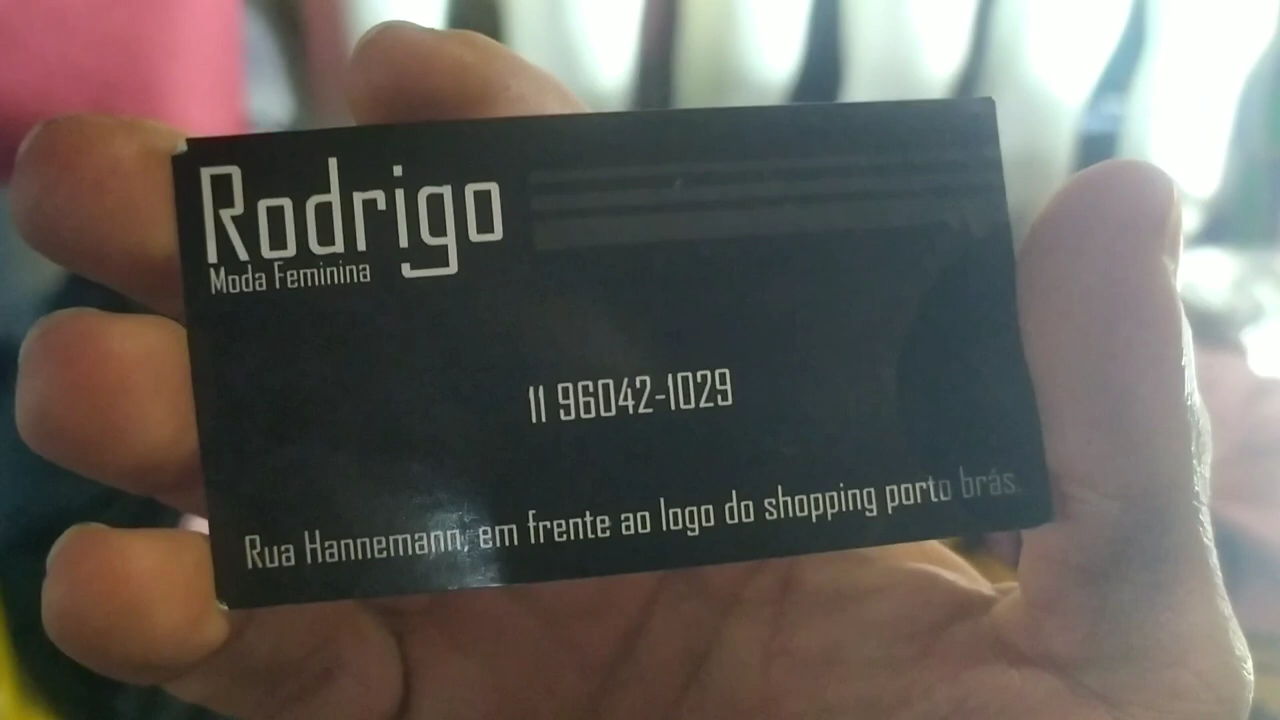 Rodrigo
Moda Feminina
11 96042-1029
Rua Hannemann, em frente ao logo do shopping porto brás.